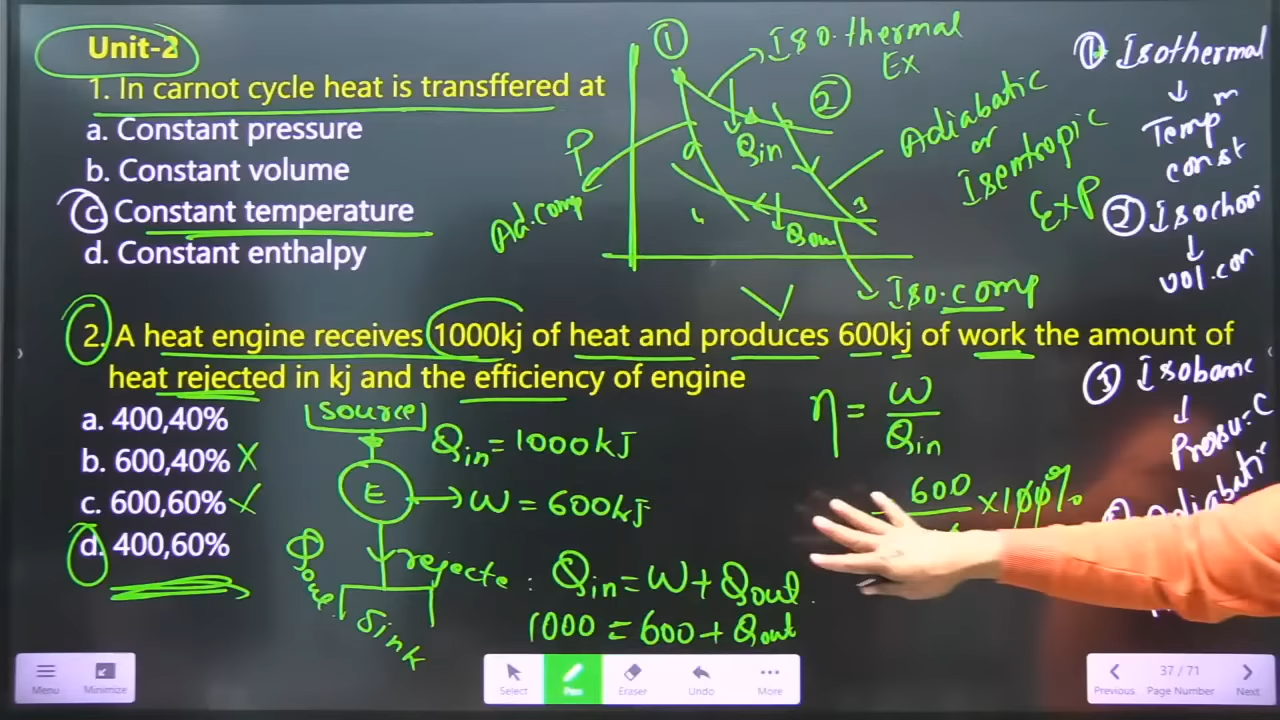 Unit-2
1. In carnot cycle heat is transffered at
a. Constant pressure
b. Constant volume
c. Constant temperature
d. Constant enthalpy
1
Iso.thermal
Ex
2
P
Qin
Adiabatic
or
Isentropic
Exp
Ad.comp
3
Qout
Iso.comp
1 Isothermal
Temp
const
2
vol.con
2. A heat engine receives 1000kj of heat and produces 600kj of work the amount of
heat rejected in kj and the efficiency of engine
a. 400,40%
b. 600,40% X
c. 600,60%
d. 400,60%
source
Qin = 1000kJ
E
W = 600kJ
rejecte :
Qout
Sink
Qin = W + Qout
1000 = 600 + Qout
η = W
Qin
600 ×100%
3
Menu
Minimize
Select
Pen
Eraser
Undo
More
37 / 71
Previous
Page Number
Next